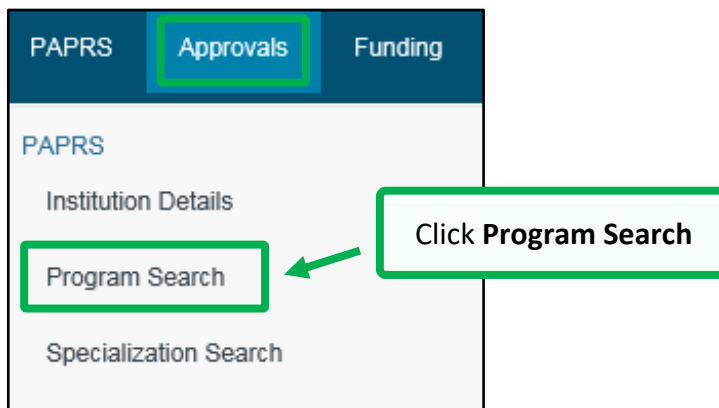 PAPRS Approvals Funding
PAPRS
Institution Details
Click Program Search
Program Search
Specialization Search